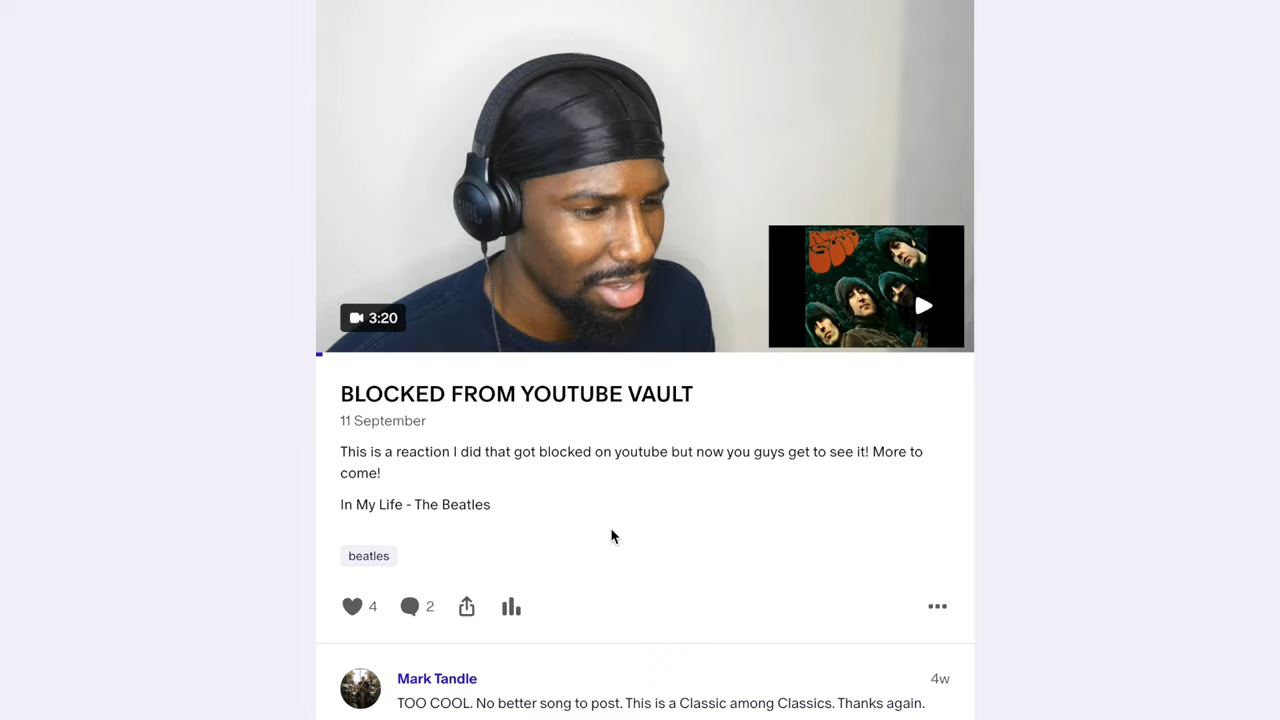 JBL
3:20
BLOCKED FROM YOUTUBE VAULT
11 September
This is a reaction I did that got blocked on youtube but now you guys get to see it! More to
come!
In My Life - The Beatles
beatles
4
2
Mark Tandle
4w
TOO COOL. No better song to post. This is a Classic among Classics. Thanks again.